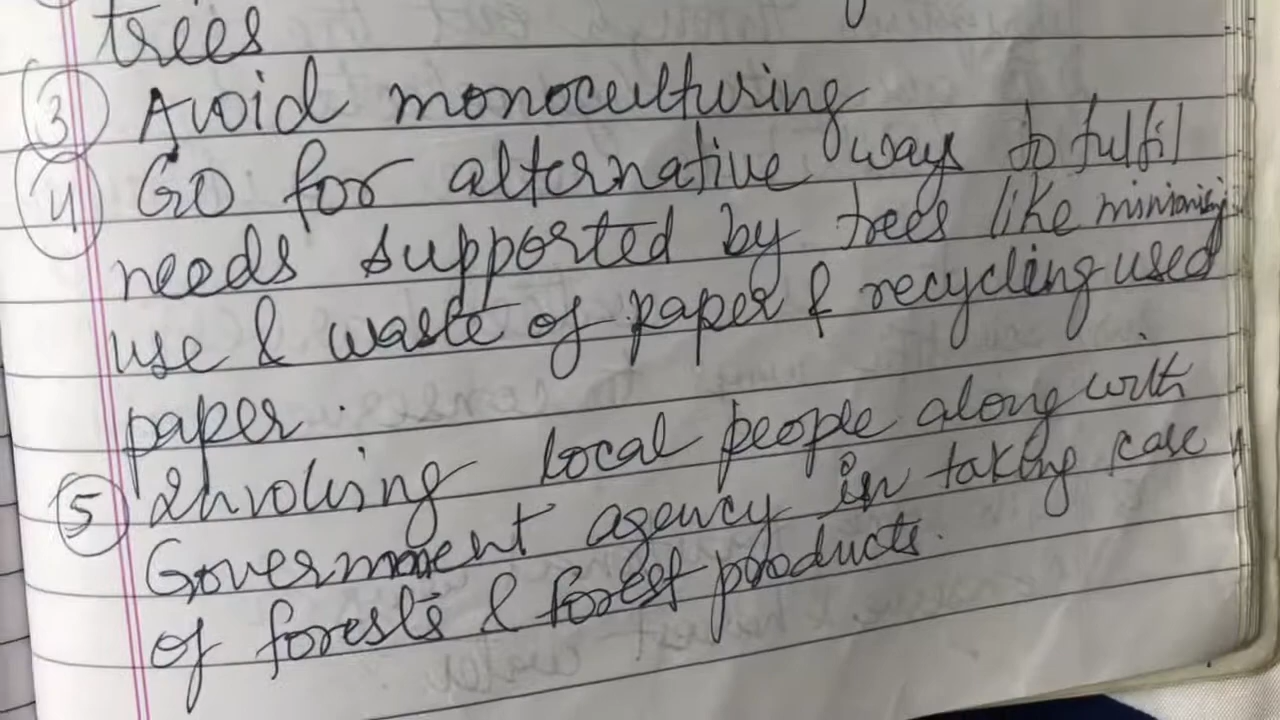 trees
③ Avoid monoculturing
④ Go for alternative ways to fulfil
needs supported by trees like minimising
use & waste of paper & recycling used
paper.
⑤ Involving local people along with
Government agency in taking care
of forests & forest products.